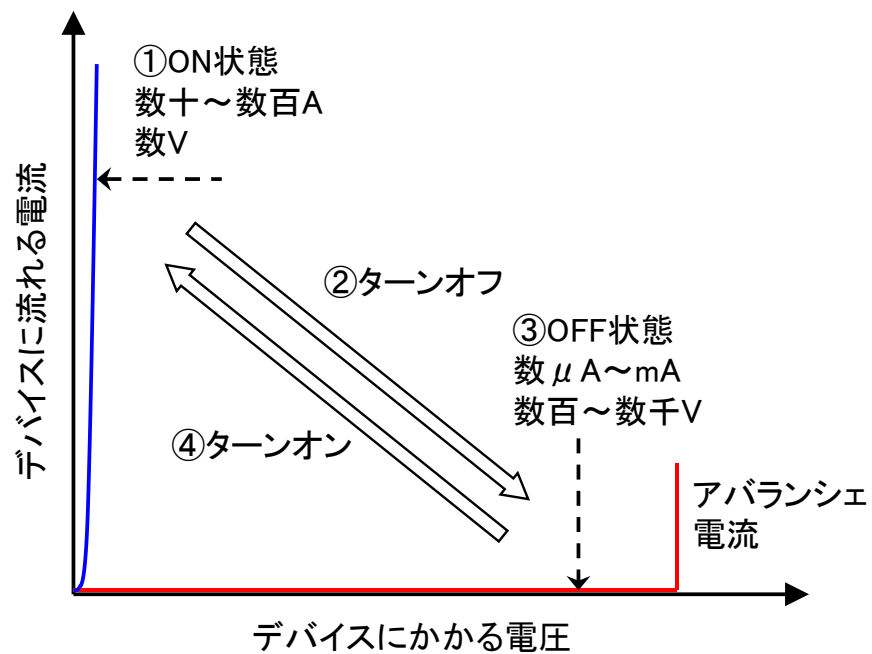 ①ON状態
数十～数百A
数V
デバイスに流れる電流
②ターンオフ
③OFF状態
数μA～mA
数百～数千V
④ターンオン
アバランシェ
電流
デバイスにかかる電圧